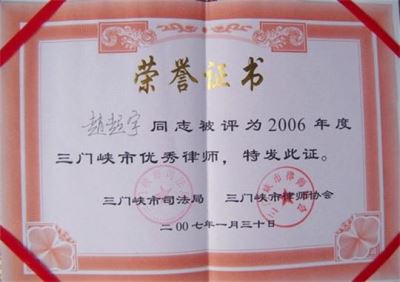 荣誉证书
赵超宇 同志被评为2006年度
三门峡市优秀律师，特发此证。
三门峡市司法局 三门峡市律师协会
二00七年一月三十日